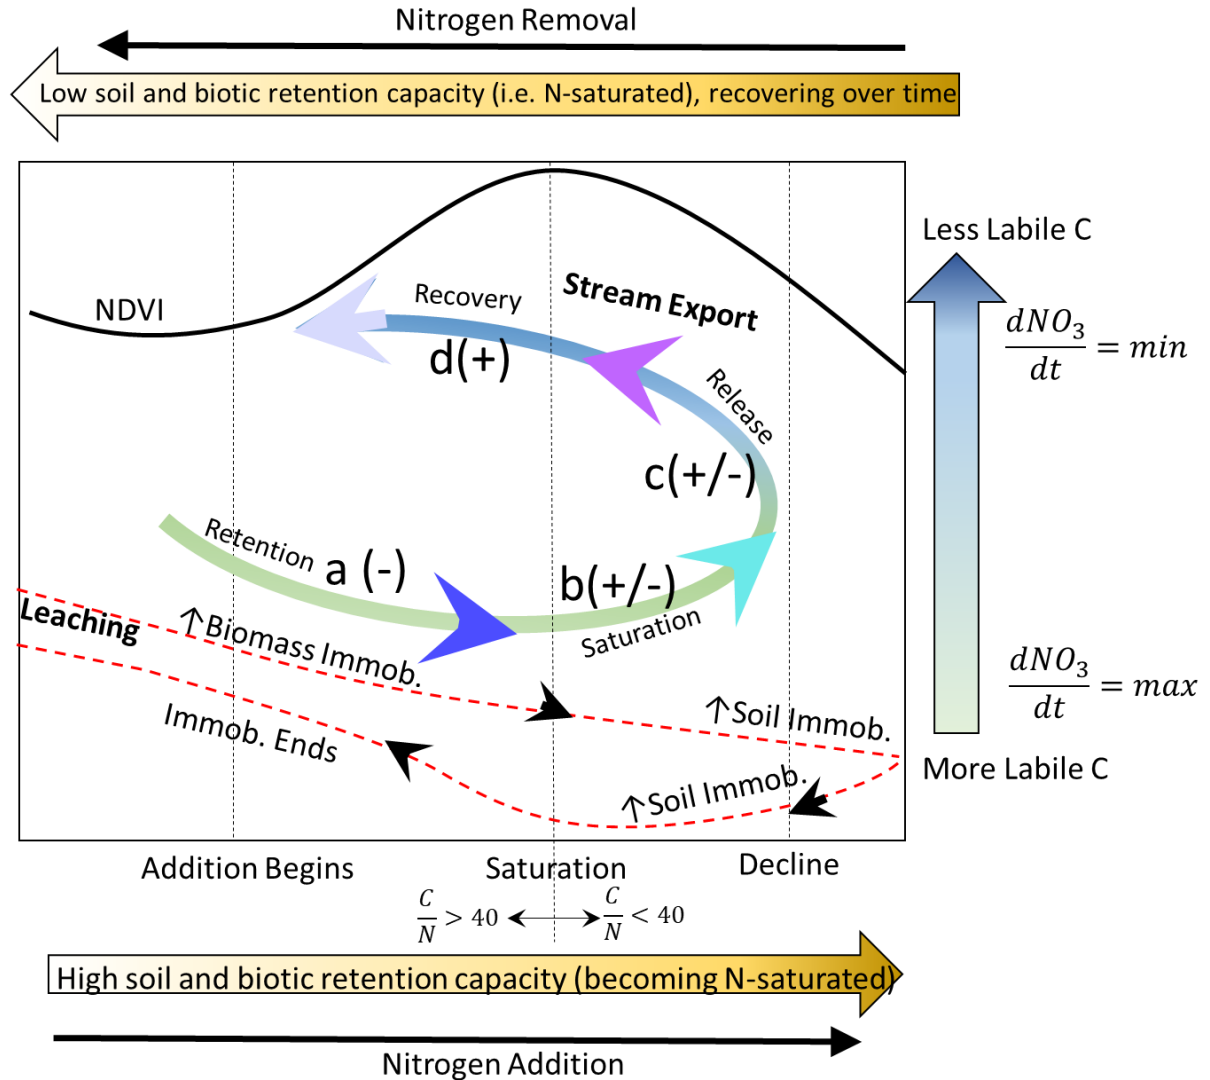 Nitrogen Removal
Low soil and biotic retention capacity (i.e. N-saturated), recovering over time
NDVI
Recovery
d(+)
Stream Export
Release
c(+/-)
Less Labile C
dNO₃/dt = min
Retention
a (-)
b(+/-)
Saturation
Leaching
↑Biomass Immob.
Immob. Ends
↑Soil Immob.
↑Soil Immob.
dNO₃/dt = max
More Labile C
Addition Begins
Saturation
Decline
C/N > 40
C/N < 40
High soil and biotic retention capacity (becoming N-saturated)
Nitrogen Addition